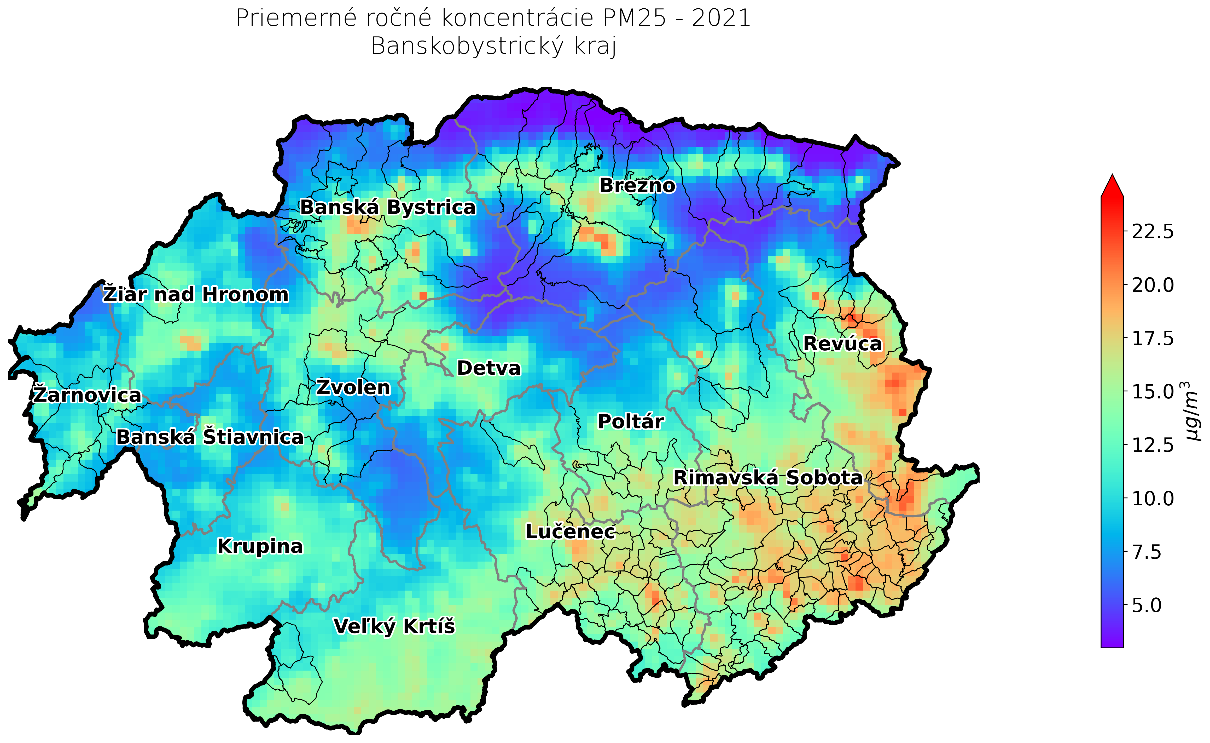 Priemerné ročné koncentrácie PM25 - 2021
Banskobystrický kraj
Brezno
Banská Bystrica
Žiar nad Hronom
Revúca
Detva
Zvolen
Žarnovica
Poltár
Banská Štiavnica
Rimavská Sobota
Lučenec
Krupina
Veľký Krtíš
22.5
20.0
17.5
15.0
12.5
10.0
7.5
5.0
µg/m³